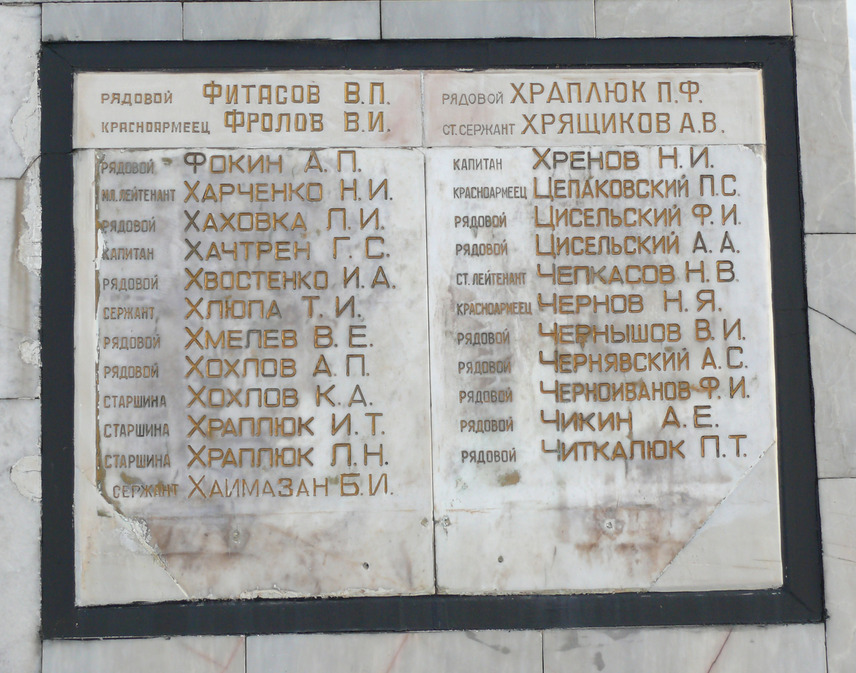 РЯДОВОЙ ФИТАСОВ В.П.
КРАСНОАРМЕЕЦ ФРОЛОВ В.И.
РЯДОВОЙ ФОКИН А.П.
МЛ. ЛЕЙТЕНАНТ ХАРЧЕНКО Н.И.
РЯДОВОЙ ХАХОВКА П.И.
КАПИТАН ХАЧТРЕН Г.С.
РЯДОВОЙ ХВОСТЕНКО И.А.
СЕРЖАНТ ХЛЮПА Т.И.
РЯДОВОЙ ХМЕЛЕВ В.Е.
РЯДОВОЙ ХОХЛОВ А.П.
СТАРШИНА ХОХЛОВ К.А.
СТАРШИНА ХРАПЛЮК И.Т.
СТАРШИНА ХРАПЛЮК Л.Н.
СЕРЖАНТ ХАИМАЗАН Б.И.
РЯДОВОЙ ХРАПЛЮК П.Ф.
СТ. СЕРЖАНТ ХРЯЩИКОВ А.В.
КАПИТАН ХРЕНОВ Н.И.
КРАСНОАРМЕЕЦ ЦЕПАКОВСКИЙ П.С.
РЯДОВОЙ ЦИСЕЛЬСКИЙ Ф.И.
РЯДОВОЙ ЦИСЕЛЬСКИЙ А.А.
СТ. ЛЕЙТЕНАНТ ЧЕПКАСОВ Н.В.
КРАСНОАРМЕЕЦ ЧЕРНОВ Н.Я.
РЯДОВОЙ ЧЕРНЫШОВ В.И.
РЯДОВОЙ ЧЕРНЯВСКИЙ А.С.
РЯДОВОЙ ЧЕРНОИВАНОВ Ф.И.
РЯДОВОЙ ЧИКИН А.Е.
РЯДОВОЙ ЧИТКАЛЮК П.Т.